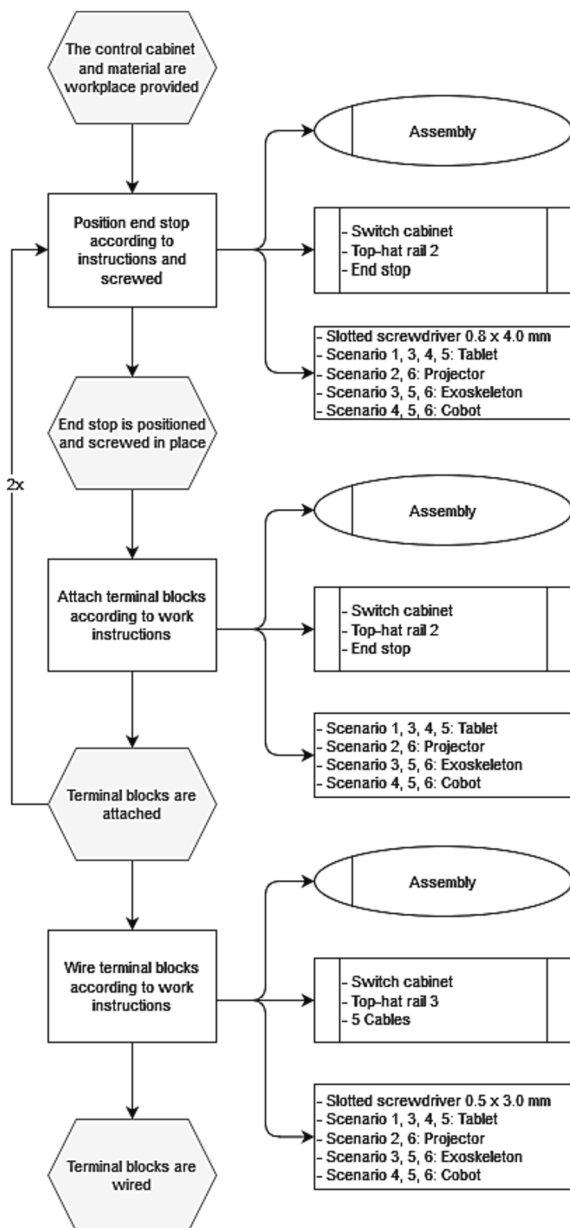 The control cabinet
and material are
workplace provided
Assembly
Position end stop
according to
instructions and
screwed
- Switch cabinet
- Top-hat rail 2
- End stop
- Slotted screwdriver 0.8 x 4.0 mm
- Scenario 1, 3, 4, 5: Tablet
- Scenario 2, 6: Projector
- Scenario 3, 5, 6: Exoskeleton
- Scenario 4, 5, 6: Cobot
End stop is positioned
and screwed in place
2x
Assembly
Attach terminal blocks
according to work
instructions
- Switch cabinet
- Top-hat rail 2
- End stop
- Scenario 1, 3, 4, 5: Tablet
- Scenario 2, 6: Projector
- Scenario 3, 5, 6: Exoskeleton
- Scenario 4, 5, 6: Cobot
Terminal blocks are
attached
Assembly
Wire terminal blocks
according to work
instructions
- Switch cabinet
- Top-hat rail 3
- 5 Cables
- Slotted screwdriver 0.5 x 3.0 mm
- Scenario 1, 3, 4, 5: Tablet
- Scenario 2, 6: Projector
- Scenario 3, 5, 6: Exoskeleton
- Scenario 4, 5, 6: Cobot
Terminal blocks are
wired